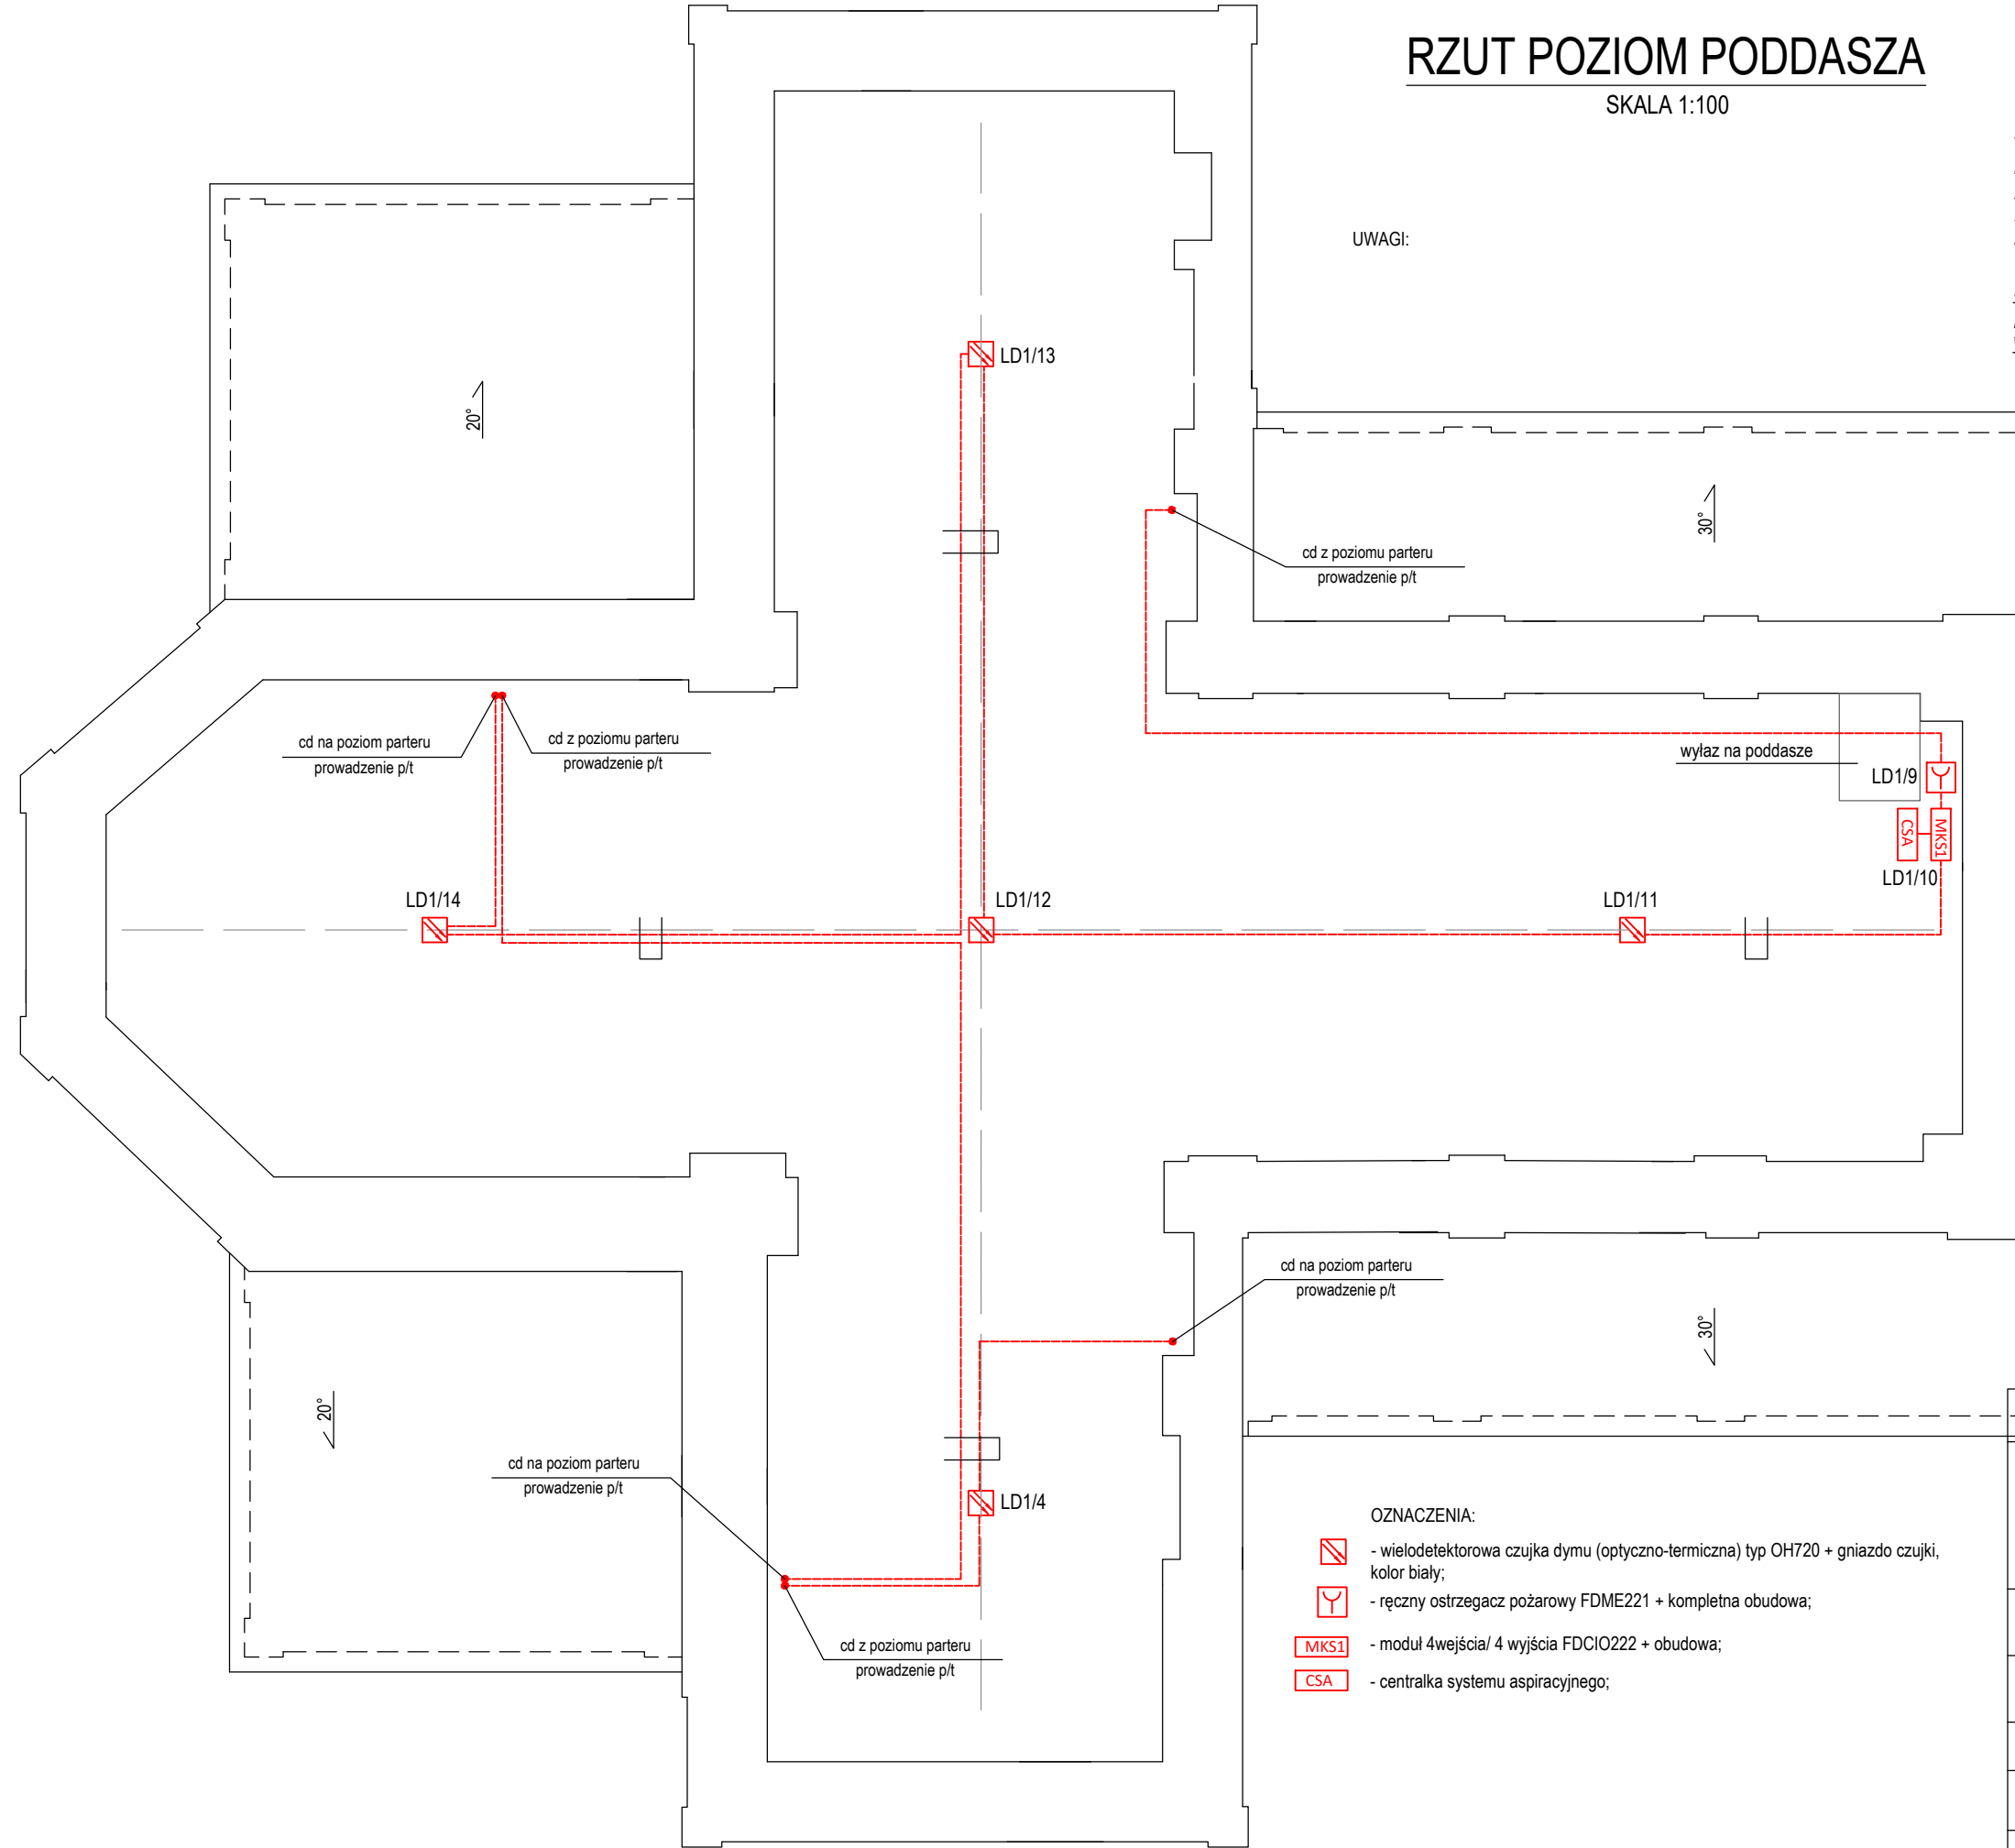 RZUT POZIOM PODDASZA
SKALA 1:100
UWAGI:
LD1/13
20°
30°
cd z poziomu parteru
prowadzenie p/t
cd na poziom parteru
prowadzenie p/t
cd z poziomu parteru
prowadzenie p/t
wyłaz na poddasze
LD1/9
CSA
MKS1
LD1/10
LD1/14
LD1/12
LD1/11
cd na poziom parteru
prowadzenie p/t
30°
20°
cd na poziom parteru
prowadzenie p/t
LD1/4
cd z poziomu parteru
prowadzenie p/t
OZNACZENIA:
- wielodetektorowa czujka dymu (optyczno-termiczna) typ OH720 + gniazdo czujki,
kolor biały;
- ręczny ostrzegacz pożarowy FDME221 + kompletna obudowa;
MKS1 - moduł 4wejścia/ 4 wyjścia FDCIO222 + obudowa;
CSA - centralka systemu aspiracyjnego;